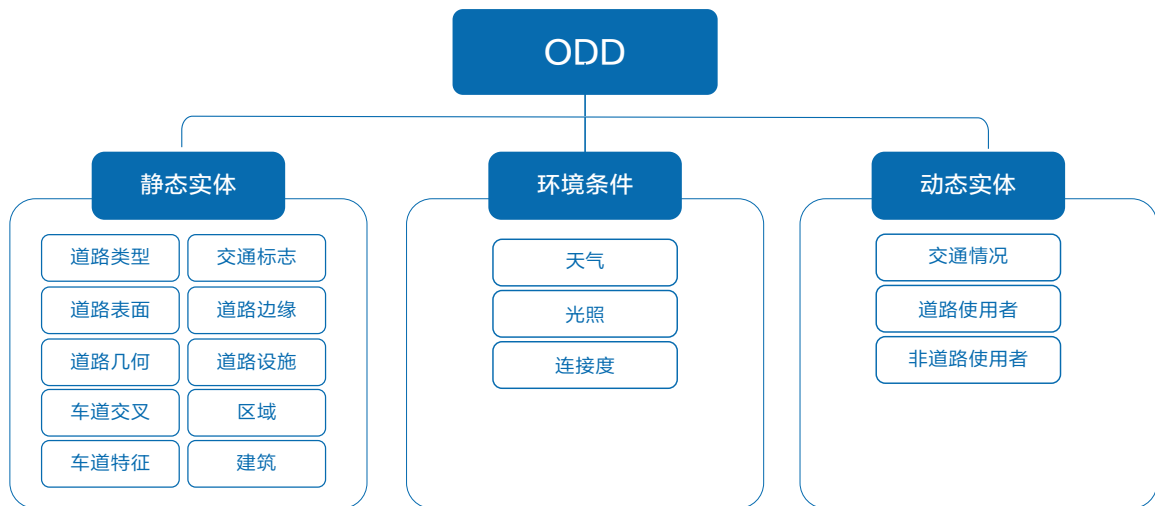 ODD
静态实体
道路类型
交通标志
道路表面
道路边缘
道路几何
道路设施
车道交叉
区域
车道特征
建筑
环境条件
天气
光照
连接度
动态实体
交通情况
道路使用者
非道路使用者